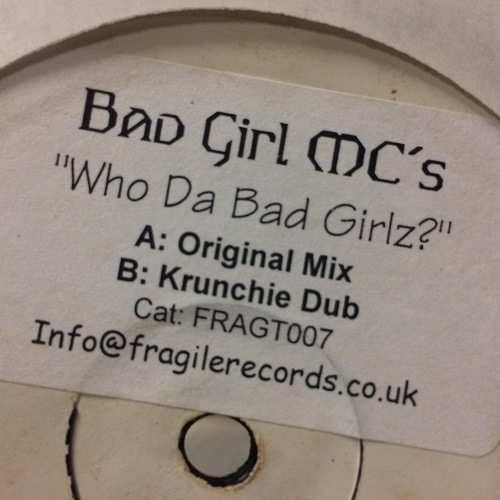 Bad Girl MC's
"Who Da Bad Girlz?"
A: Original Mix
B: Krunchie Dub
Cat: FRAGT007
Info@fragilerecords.co.uk